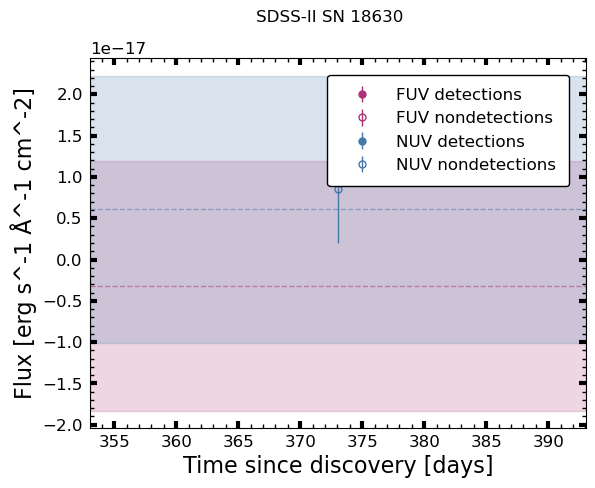 SDSS-II SN 18630
1e−17
FUV detections
FUV nondetections
NUV detections
NUV nondetections
2.0
1.5
1.0
0.5
0.0
−0.5
−1.0
−1.5
−2.0
Flux [erg s^-1 Å^-1 cm^-2]
355 360 365 370 375 380 385 390
Time since discovery [days]